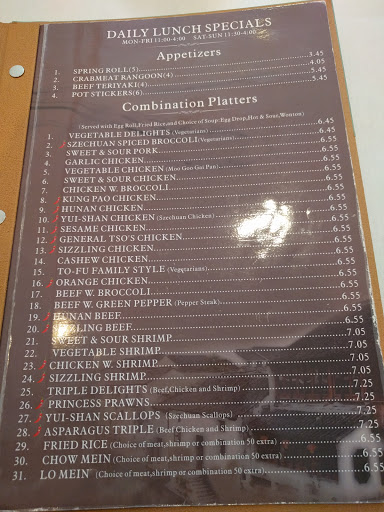 DAILY LUNCH SPECIALS
MON-FRI 11:00-4:00 SAT-SUN 11:30-4:00
Appetizers
1. SPRING ROLL(5) 3.45
2. CRABMEAT RANGOON(4) 4.05
3. BEEF TERIYAKI(4) 5.45
4. POT STICKERS(6) 5.45
Combination Platters
(Served with Egg Roll,Fried Rice and Choice of Soup: Egg Drop,Hot & Sour,Wonton)
1. VEGETABLE DELIGHTS (Vegetarians) 6.45
2. SZECHUAN SPICED BROCCOLI (Vegetarians) 6.45
3. SWEET & SOUR PORK 6.55
4. GARLIC CHICKEN 6.55
5. VEGETABLE CHICKEN (Moo Goo Gai Pan) 6.55
6. SWEET & SOUR CHICKEN 6.55
7. CHICKEN W. BROCCOLI 6.55
8. KUNG PAO CHICKEN 6.55
9. HUNAN CHICKEN 6.55
10. YUI-SHAN CHICKEN (Szechuan Chicken) 6.55
11. SESAME CHICKEN 6.55
12. GENERAL TSO'S CHICKEN 6.55
13. SIZZLING CHICKEN 6.55
14. CASHEW CHICKEN 6.55
15. TO-FU FAMILY STYLE (Vegetarians) 6.55
16. ORANGE CHICKEN 6.55
17. BEEF W. BROCCOLI 6.55
18. BEEF W. GREEN PEPPER (Pepper Steak) 6.55
19. HUNAN BEEF 6.55
20. BEEF 6.55
21. SWEET & SOUR SHRIMP 7.05
22. VEGETABLE SHRIMP 7.05
23. CHICKEN W. SHRIMP 7.05
24. SIZZLING SHRIMP 7.05
25. TRIPLE DELIGHTS (Beef,Chicken and Shrimp) 7.25
26. PRINCESS PRAWNS 7.25
27. YUI-SHAN SCALLOPS (Szechuan Scallops) 7.25
28. ASPARAGUS TRIPLE (Beef Chicken and Shrimp) 7.25
29. FRIED RICE (Choice of meat,shrimp or combination 50 extra) 6.55
30. CHOW MEIN (Choice of meat,shrimp or combination 50 extra) 6.55
31. LO MEIN (Choice of meat,shrimp or combination 50 extra) 6.55